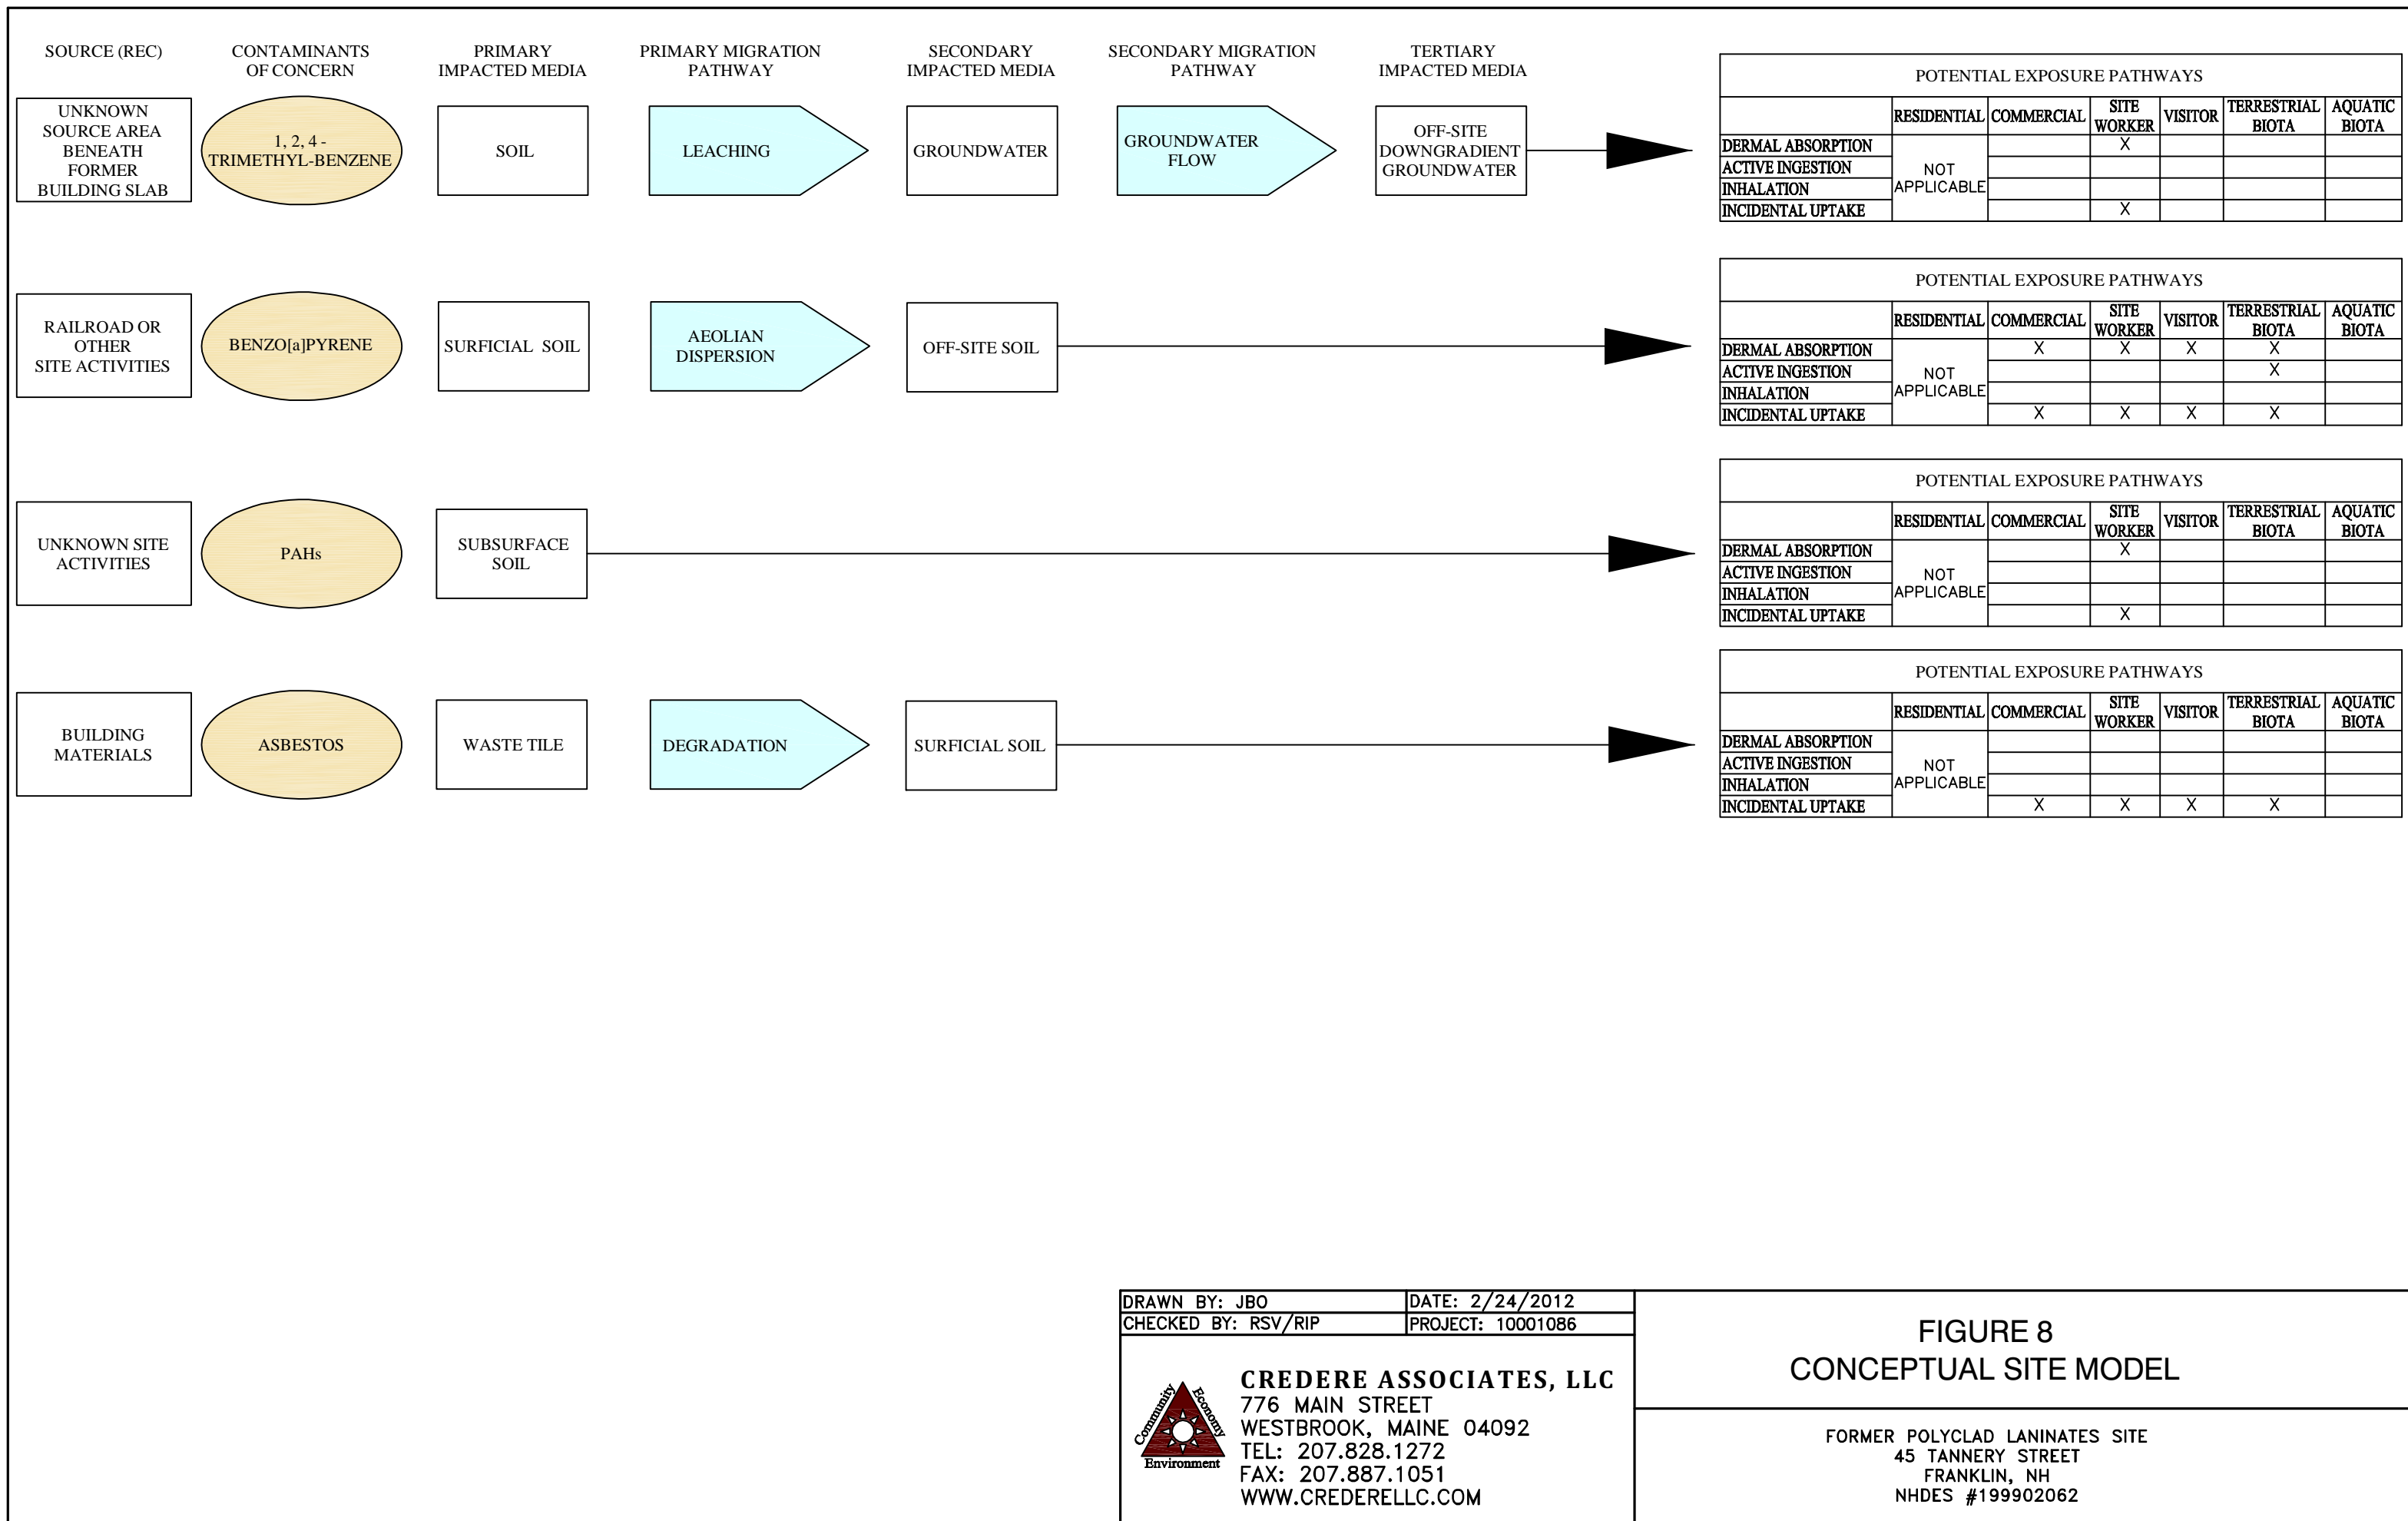 SOURCE (REC)
CONTAMINANTS
OF CONCERN
PRIMARY
IMPACTED MEDIA
PRIMARY MIGRATION
PATHWAY
SECONDARY
IMPACTED MEDIA
SECONDARY MIGRATION
PATHWAY
TERTIARY
IMPACTED MEDIA
UNKNOWN
SOURCE AREA
BENEATH
FORMER
BUILDING SLAB
1, 2, 4 -
TRIMETHYL-BENZENE
SOIL
LEACHING
GROUNDWATER
GROUNDWATER
FLOW
OFF-SITE
DOWNGRADIENT
GROUNDWATER
POTENTIAL EXPOSURE PATHWAYS
RESIDENTIAL COMMERCIAL SITE WORKER VISITOR TERRESTRIAL BIOTA AQUATIC BIOTA
DERMAL ABSORPTION X
ACTIVE INGESTION
INHALATION
INCIDENTAL UPTAKE X
NOT
APPLICABLE
RAILROAD OR
OTHER
SITE ACTIVITIES
BENZO[a]PYRENE
SURFICIAL SOIL
AEOLIAN
DISPERSION
OFF-SITE SOIL
POTENTIAL EXPOSURE PATHWAYS
RESIDENTIAL COMMERCIAL SITE WORKER VISITOR TERRESTRIAL BIOTA AQUATIC BIOTA
DERMAL ABSORPTION X X X X
ACTIVE INGESTION X
INHALATION
INCIDENTAL UPTAKE X X X X
NOT
APPLICABLE
UNKNOWN SITE
ACTIVITIES
PAHs
SUBSURFACE
SOIL
POTENTIAL EXPOSURE PATHWAYS
RESIDENTIAL COMMERCIAL SITE WORKER VISITOR TERRESTRIAL BIOTA AQUATIC BIOTA
DERMAL ABSORPTION X
ACTIVE INGESTION
INHALATION
INCIDENTAL UPTAKE X
NOT
APPLICABLE
BUILDING
MATERIALS
ASBESTOS
WASTE TILE
DEGRADATION
SURFICIAL SOIL
POTENTIAL EXPOSURE PATHWAYS
RESIDENTIAL COMMERCIAL SITE WORKER VISITOR TERRESTRIAL BIOTA AQUATIC BIOTA
DERMAL ABSORPTION
ACTIVE INGESTION
INHALATION
INCIDENTAL UPTAKE X X X X
NOT
APPLICABLE
DRAWN BY: JBO
DATE: 2/24/2012
CHECKED BY: RSV/RIP
PROJECT: 10001086
Community
Economy
Environment
CREDERE ASSOCIATES, LLC
776 MAIN STREET
WESTBROOK, MAINE 04092
TEL: 207.828.1272
FAX: 207.887.1051
WWW.CREDERELLC.COM
FIGURE 8
CONCEPTUAL SITE MODEL
FORMER POLYCLAD LANINATES SITE
45 TANNERY STREET
FRANKLIN, NH
NHDES #199902062